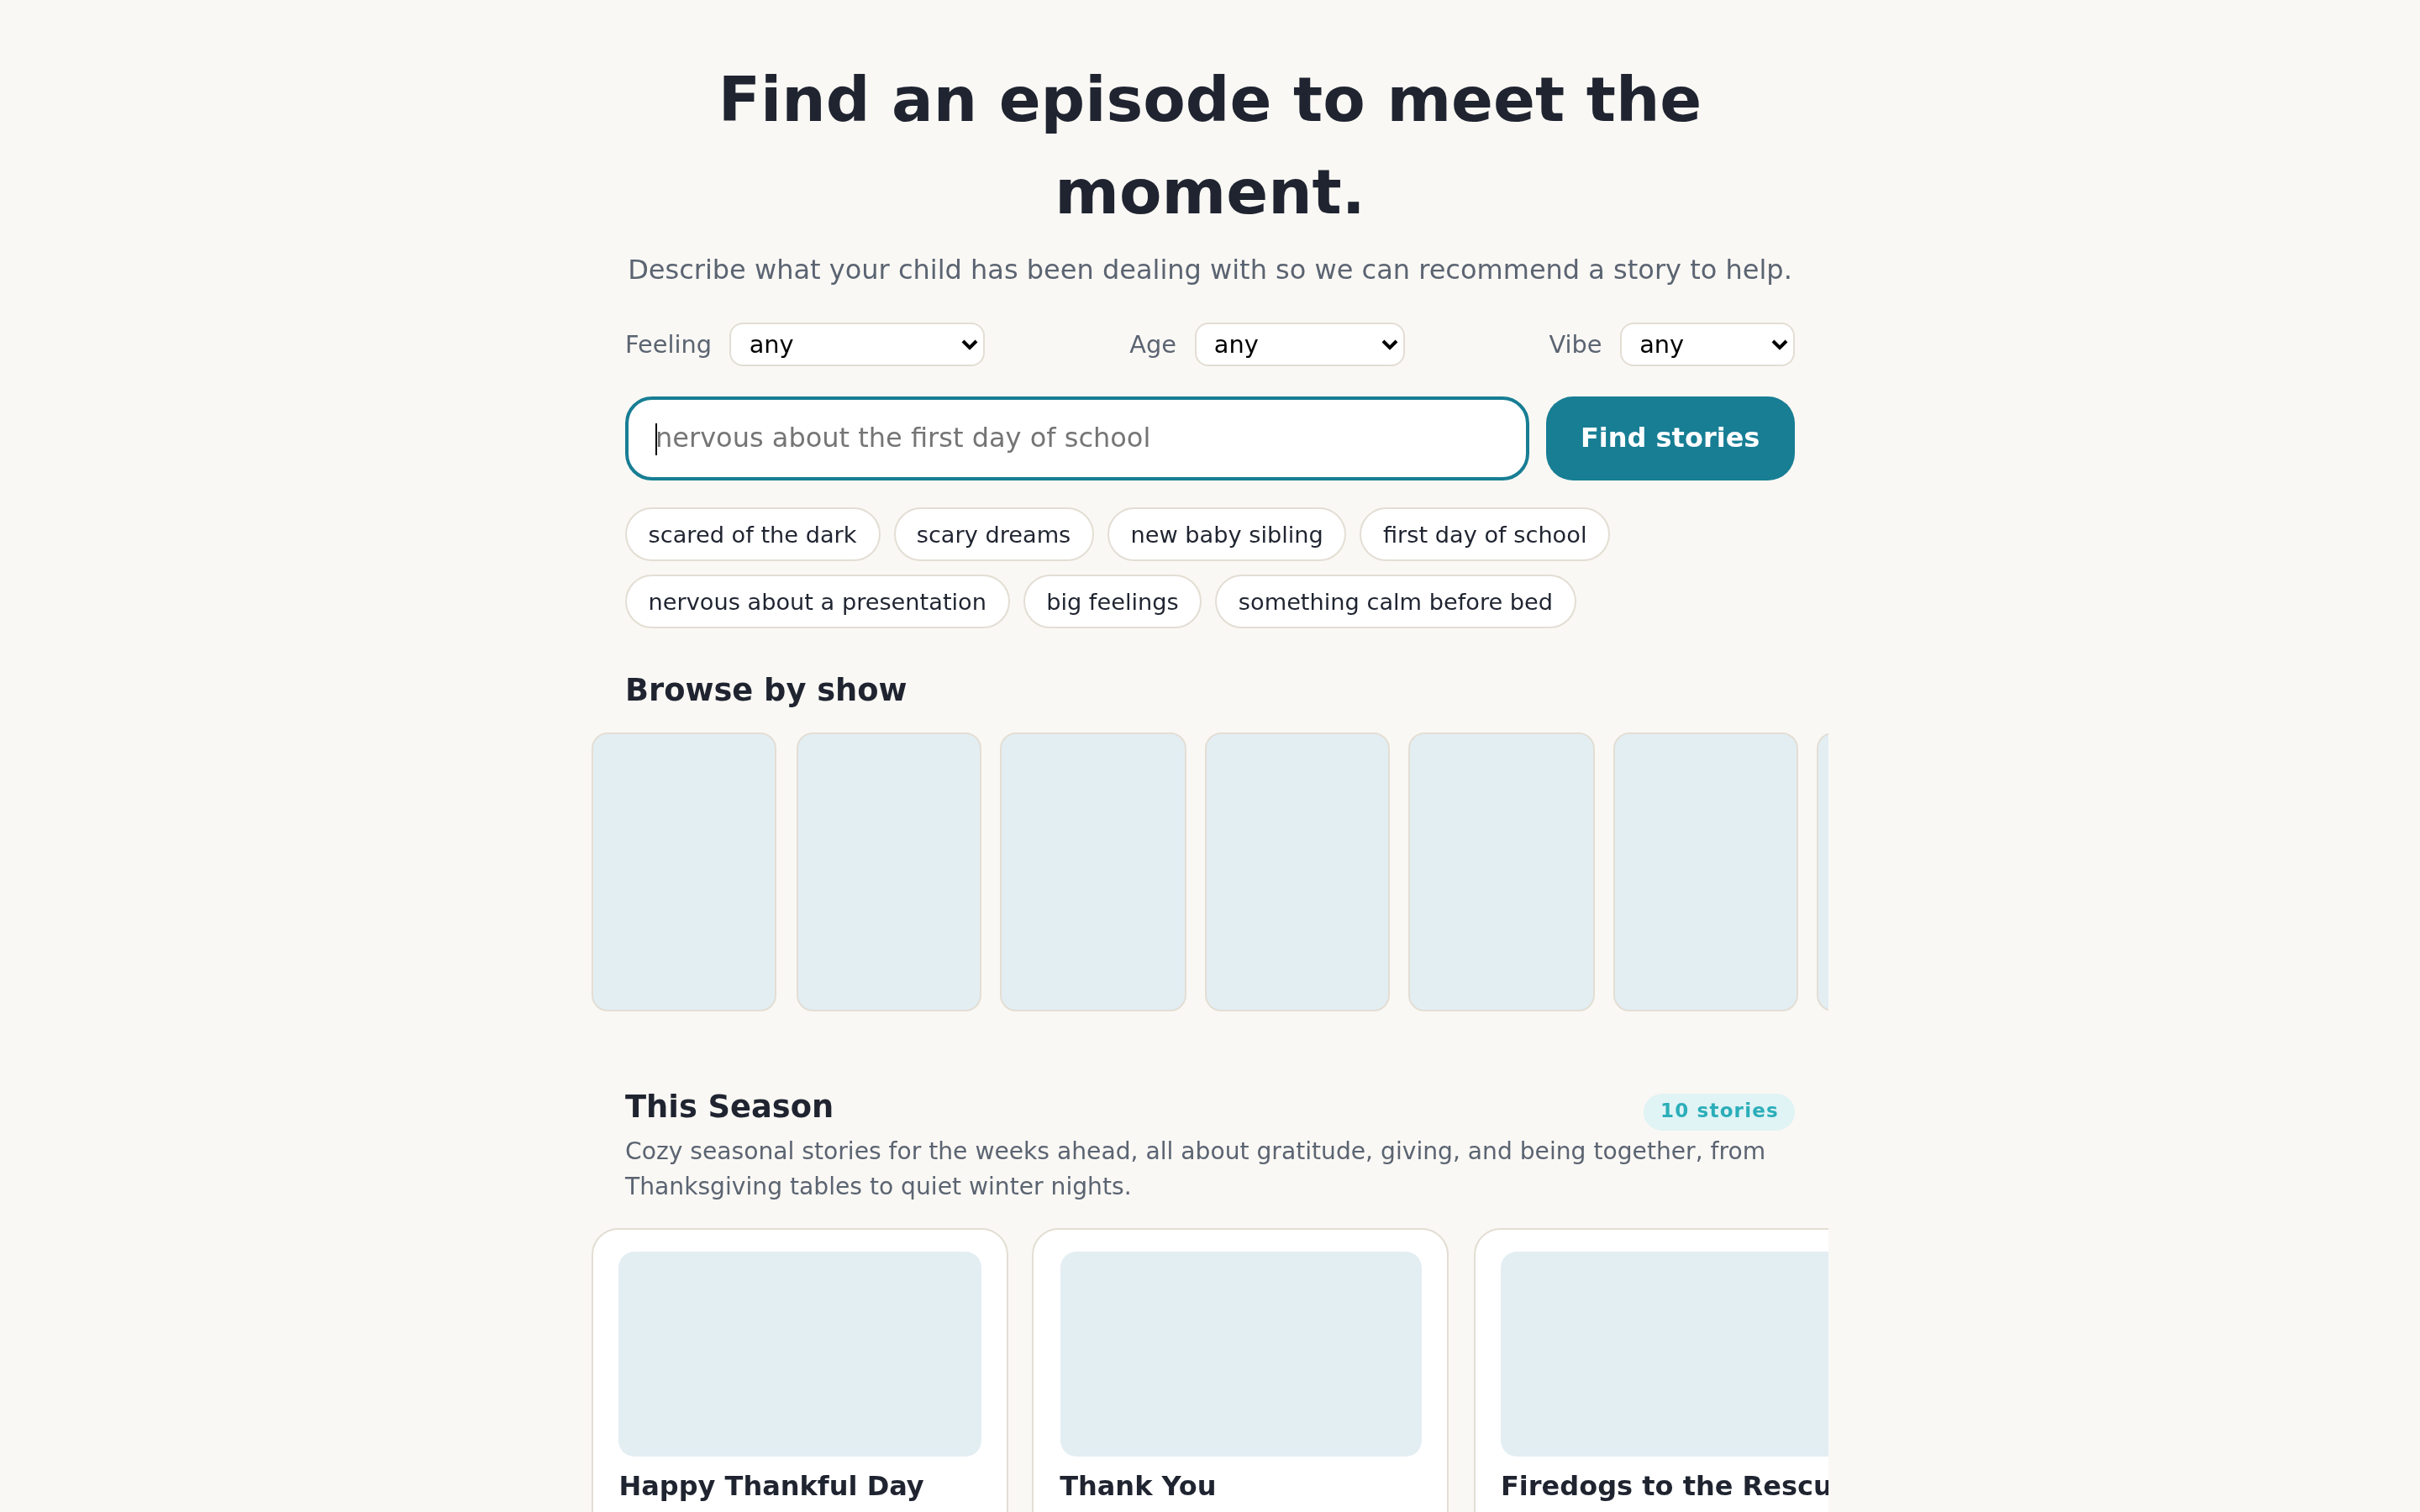 Find an episode to meet the
moment.
Describe what your child has been dealing with so we can recommend a story to help.
Feeling any Age any Vibe any
nervous about the first day of school Find stories
scared of the dark scary dreams new baby sibling first day of school
nervous about a presentation big feelings something calm before bed
Browse by show
This Season 10 stories
Cozy seasonal stories for the weeks ahead, all about gratitude, giving, and being together, from
Thanksgiving tables to quiet winter nights.
Happy Thankful Day Thank You Firedogs to the Rescu